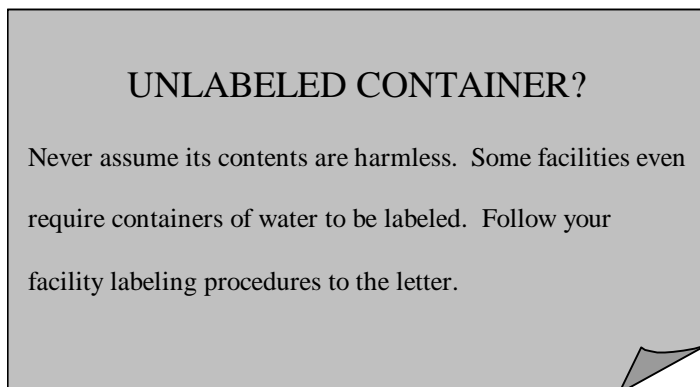 UNLABELED CONTAINER?
Never assume its contents are harmless.  Some facilities even
require containers of water to be labeled.  Follow your
facility labeling procedures to the letter.